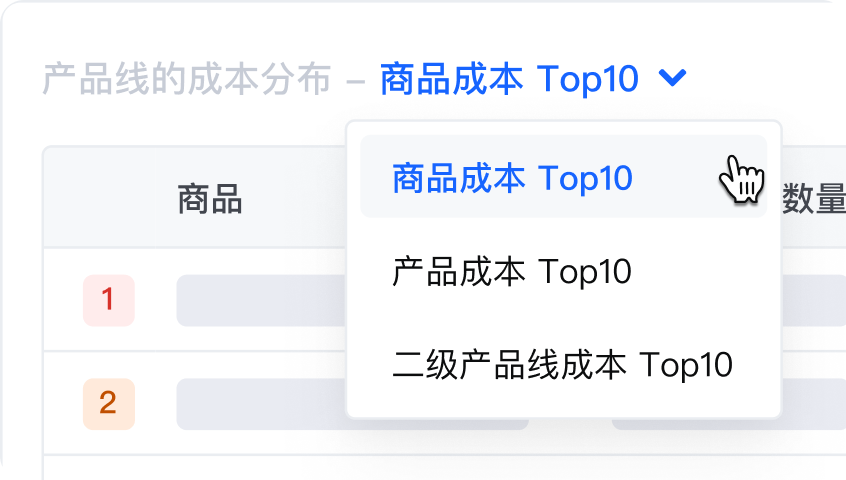 产品线的成本分布 – 商品成本 Top10
商品成本 Top10
商品 数量
产品成本 Top10
1
二级产品线成本 Top10
2